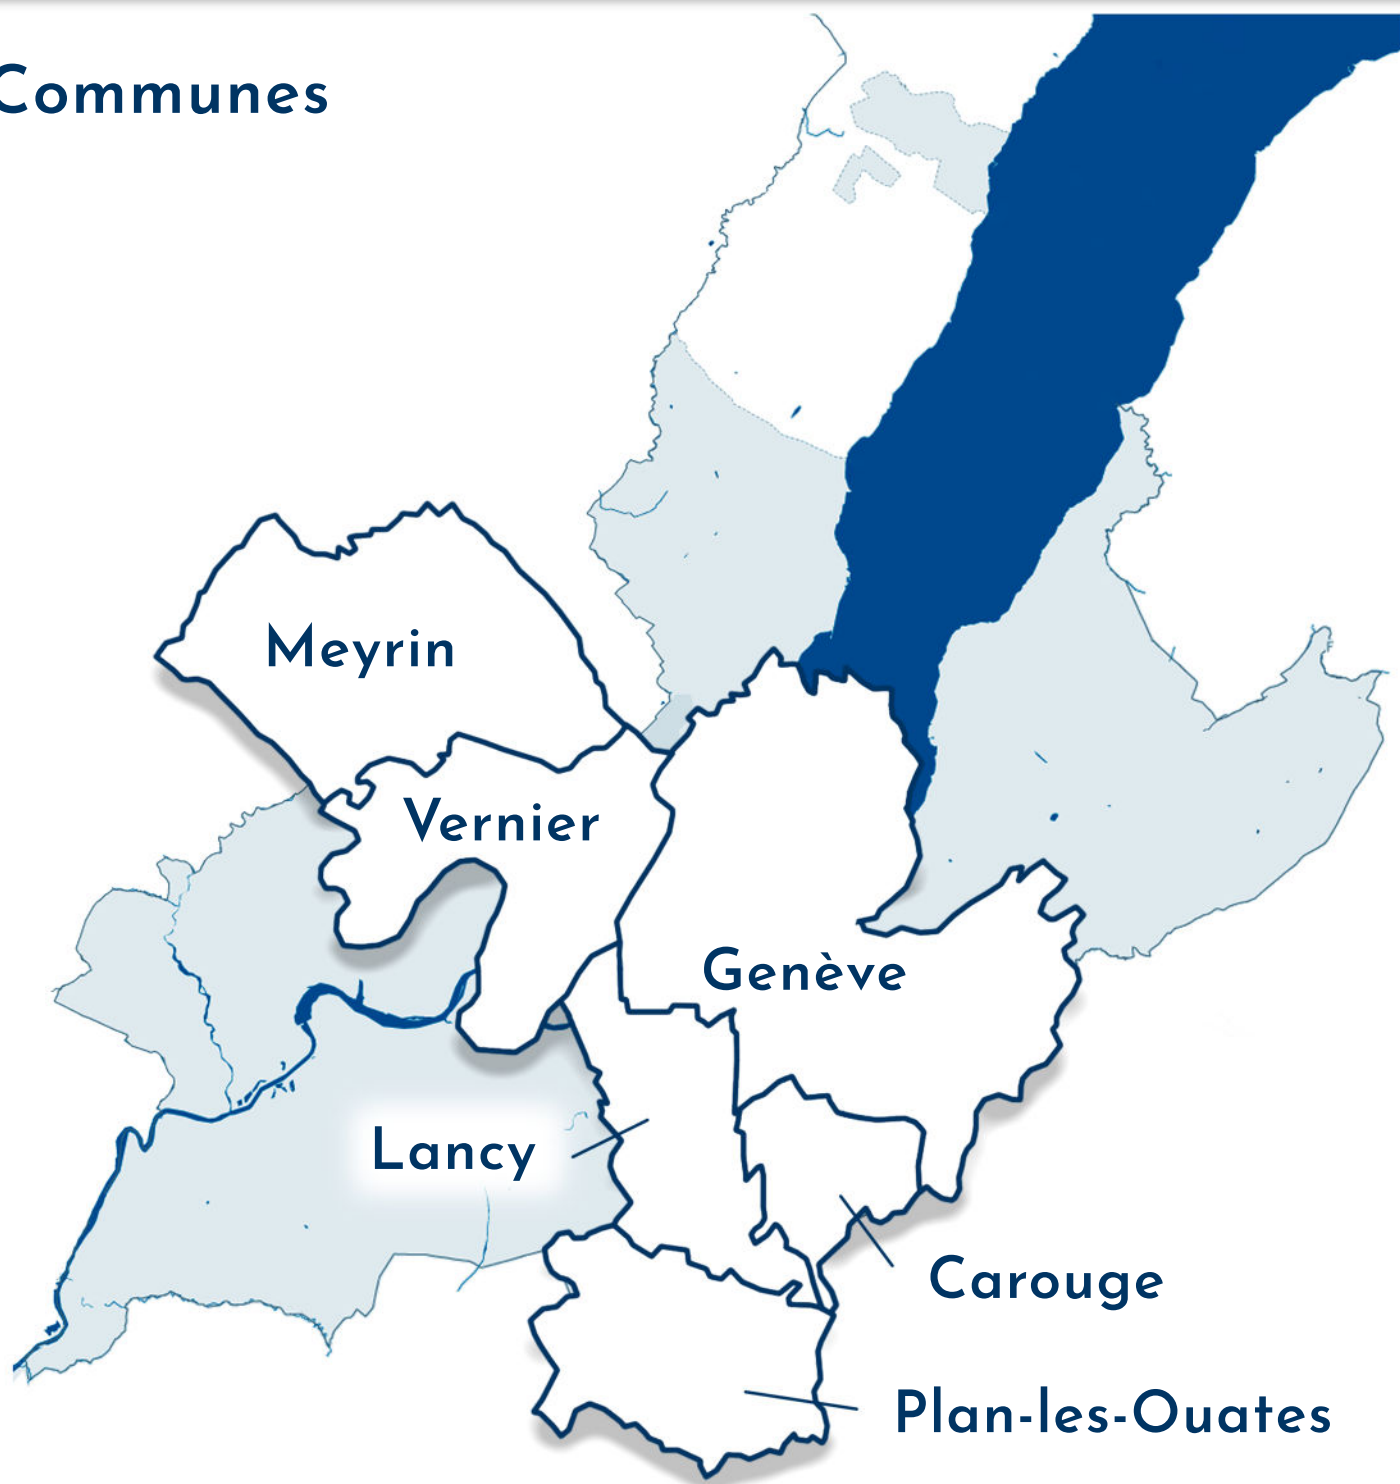 Communes
Meyrin
Vernier
Genève
Lancy
Carouge
Plan-les-Ouates